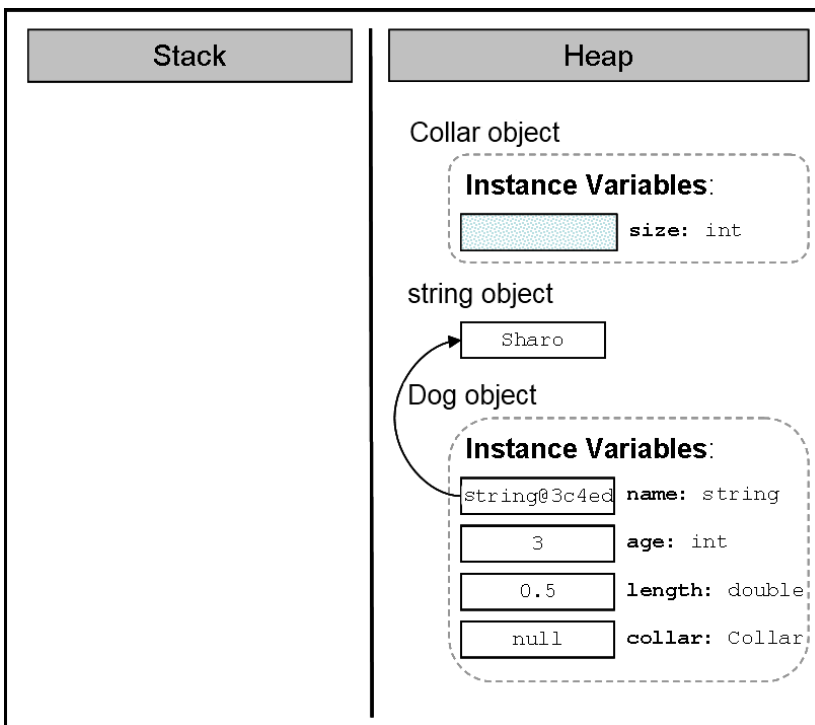 Stack
Heap
Collar object
Instance Variables:
size: int
string object
Sharo
Dog object
Instance Variables:
string@3c4ed name: string
3 age: int
0.5 length: double
null collar: Collar